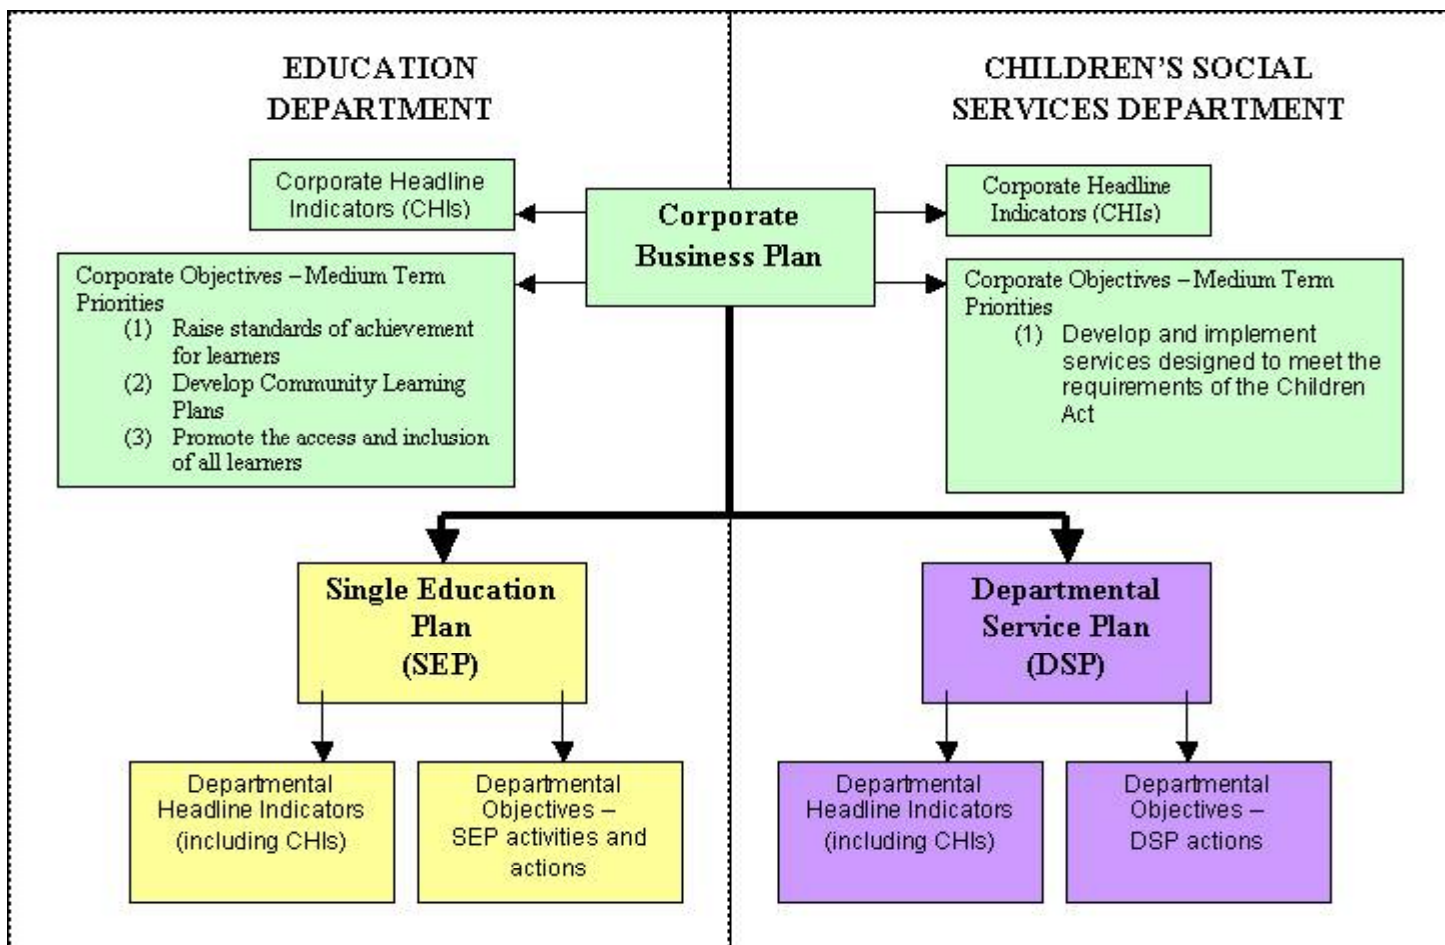 EDUCATION
DEPARTMENT
CHILDREN'S SOCIAL
SERVICES DEPARTMENT
Corporate Headline
Indicators (CHIs)
Corporate
Business Plan
Corporate Headline
Indicators (CHIs)
Corporate Objectives – Medium Term
Priorities
(1) Raise standards of achievement
for learners
(2) Develop Community Learning
Plans
(3) Promote the access and inclusion
of all learners
Corporate Objectives – Medium Term
Priorities
(1) Develop and implement
services designed to meet the
requirements of the Children
Act
Single Education
Plan
(SEP)
Departmental
Service Plan
(DSP)
Departmental
Headline Indicators
(including CHIs)
Departmental
Objectives –
SEP activities and
actions
Departmental
Headline Indicators
(including CHIs)
Departmental
Objectives –
DSP actions